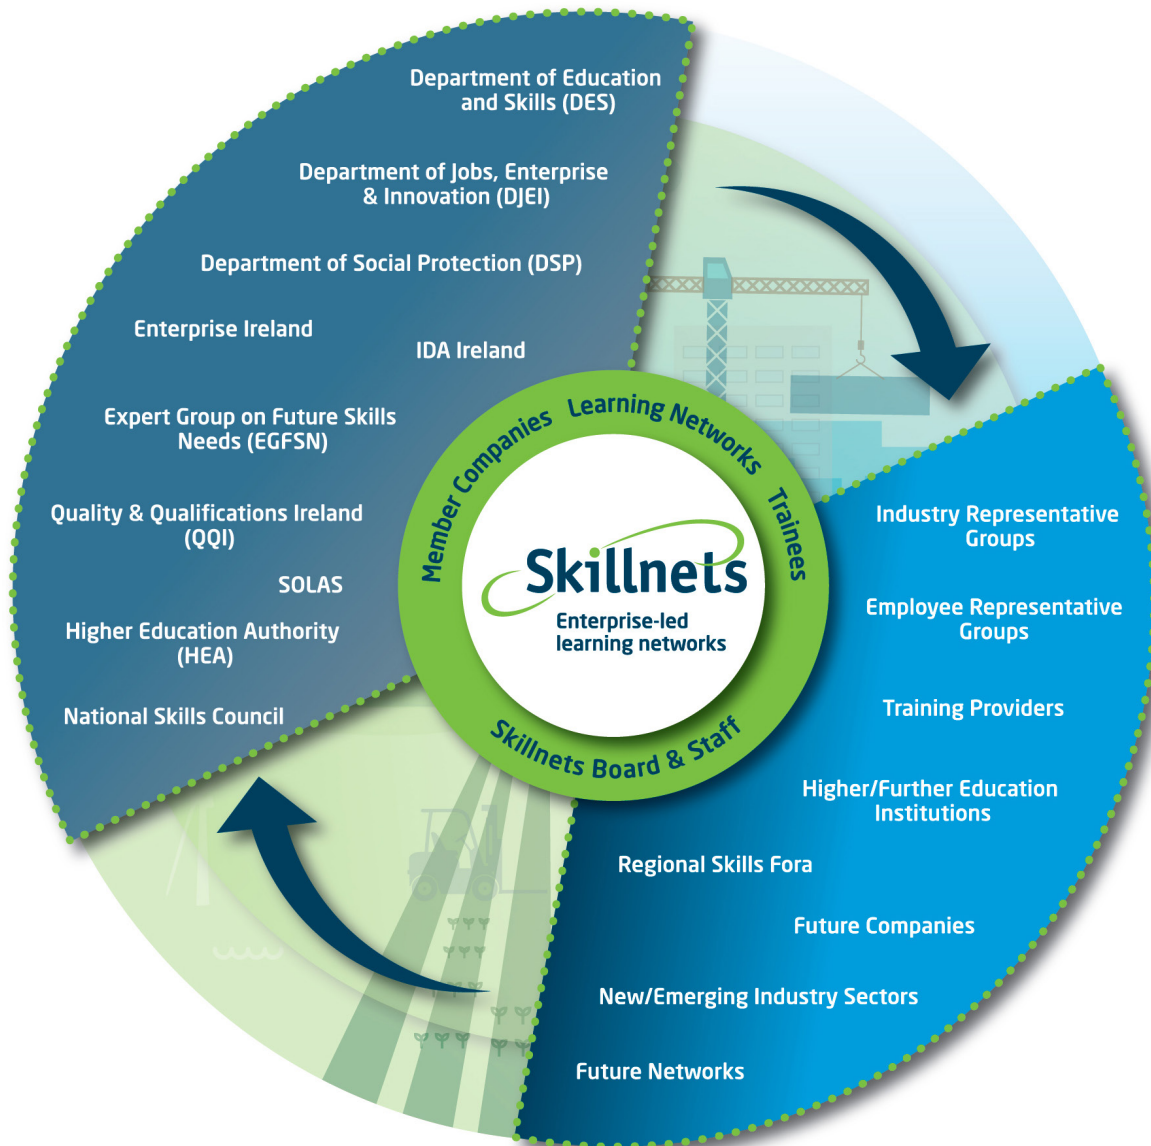 Department of Education
and Skills (DES)
Department of Jobs, Enterprise
& Innovation (DJEI)
Department of Social Protection (DSP)
Enterprise Ireland
IDA Ireland
Expert Group on Future Skills
Needs (EGFSN)
Quality & Qualifications Ireland
(QQI)
SOLAS
Higher Education Authority
(HEA)
National Skills Council
Member Companies
Learning Networks
Trainees
Skillnets
Enterprise-led
learning networks
Skillnets Board & Staff
Industry Representative
Groups
Employee Representative
Groups
Training Providers
Higher/Further Education
Institutions
Regional Skills Fora
Future Companies
New/Emerging Industry Sectors
Future Networks